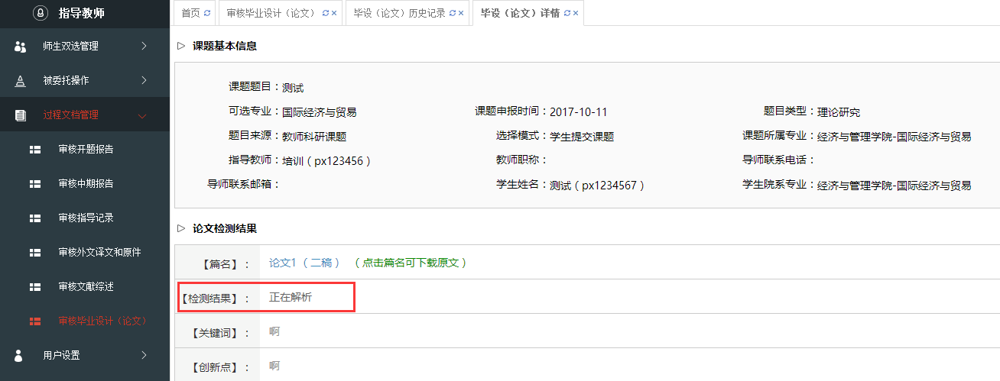 指导教师
师生双选管理
被委托操作
过程文档管理
审核开题报告
审核中期报告
审核指导记录
审核外文译文和原件
审核文献综述
审核毕业设计（论文）
用户设置
首页 审核毕业设计（论文） 毕设（论文）历史记录 毕设（论文）详情
课题基本信息
课题题目：测试
可选专业：国际经济与贸易 课题申报时间：2017-10-11 题目类型：理论研究
题目来源：教师科研课题 选择模式：学生提交课题 课题所属专业：经济与管理学院-国际经济与贸易
指导教师：培训（px123456） 教师职称： 导师联系电话：
导师联系邮箱： 学生姓名：测试（px1234567） 学生院系专业：经济与管理学院-国际经济与贸易
论文检测结果
【篇名】： 论文1（二稿） （点击篇名可下载原文）
【检测结果】： 正在解析
【关键词】： 啊
【创新点】： 啊